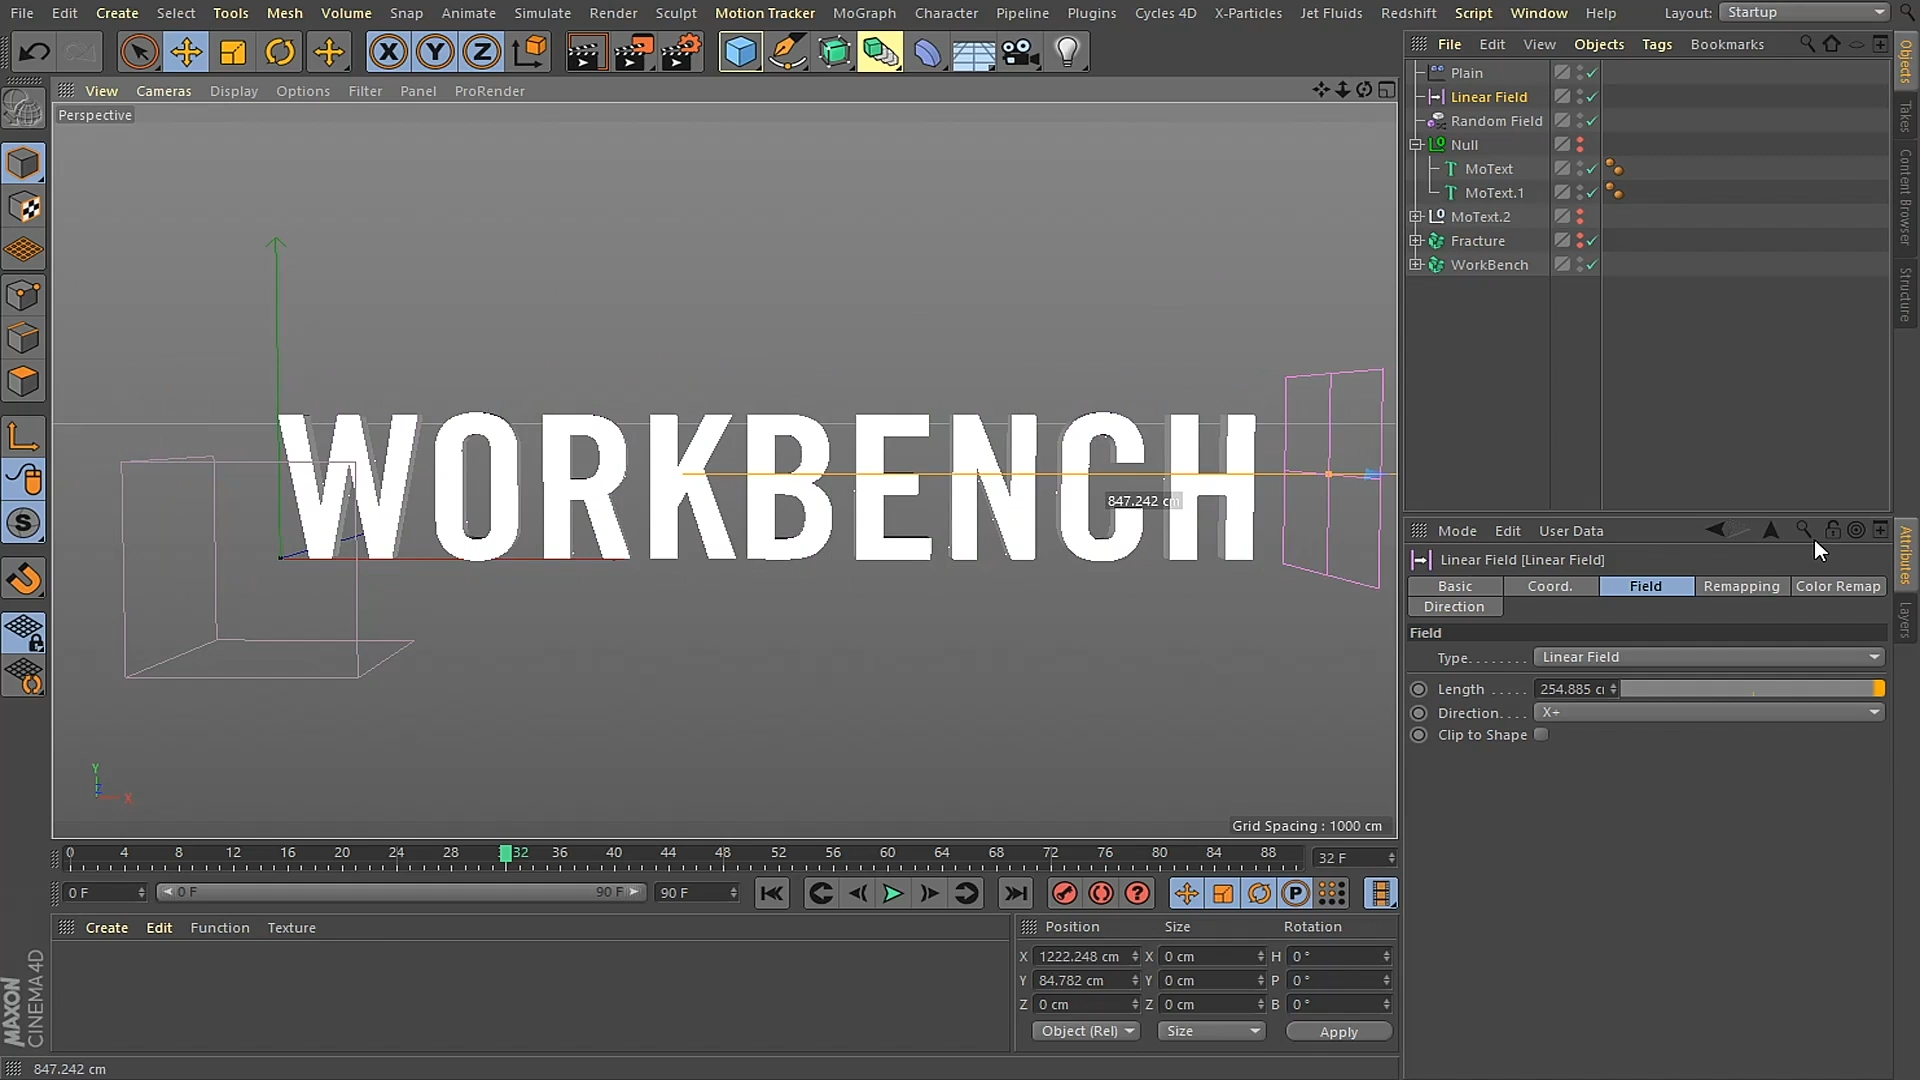 File Edit Create Select Tools Mesh Volume Snap Animate Simulate Render Sculpt Motion Tracker MoGraph Character Pipeline Plugins Cycles 4D X-Particles Jet Fluids Redshift Script Window Help Layout: Startup
X Y Z
File Edit View Objects Tags Bookmarks
View Cameras Display Options Filter Panel ProRender
Perspective
Plain
Linear Field
Random Field
Null
MoText
MoText.1
MoText.2
Fracture
WorkBench
Objects
Takes
Content Browser
Structure
WORKBENCH
847.242 cm
Y
Z
X
Grid Spacing : 1000 cm
Mode Edit User Data
Linear Field [Linear Field]
Basic Coord. Field Remapping Color Remap
Direction
Field
Type........ Linear Field
Length ..... 254.885 c
Direction.... X+
Clip to Shape
Attributes
Layers
0 4 8 12 16 20 24 28 32 36 40 44 48 52 56 60 64 68 72 76 80 84 88 32 F
0 F 0 F 90 F 90 F
Create Edit Function Texture
Position Size Rotation
X 1222.248 cm X 0 cm H 0 °
Y 84.782 cm Y 0 cm P 0 °
Z 0 cm Z 0 cm B 0 °
Object (Rel) Size Apply
MAXON
CINEMA 4D
847.242 cm